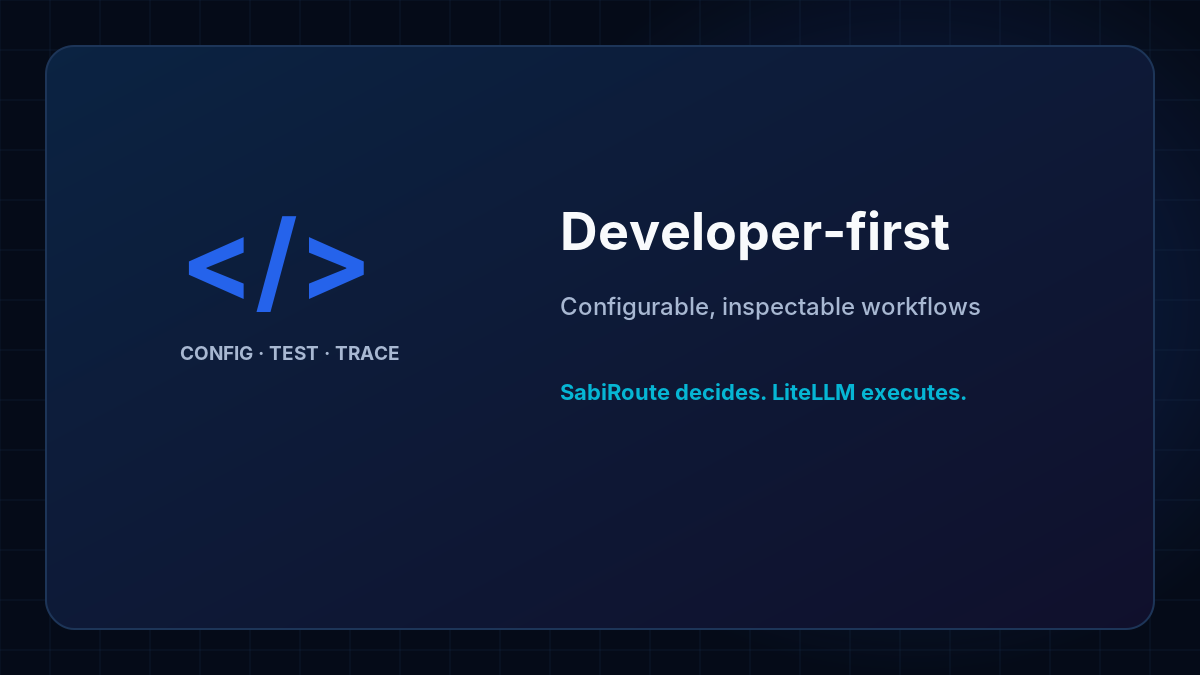 </>
CONFIG · TEST · TRACE
Developer-first
Configurable, inspectable workflows
SabiRoute decides. LiteLLM executes.